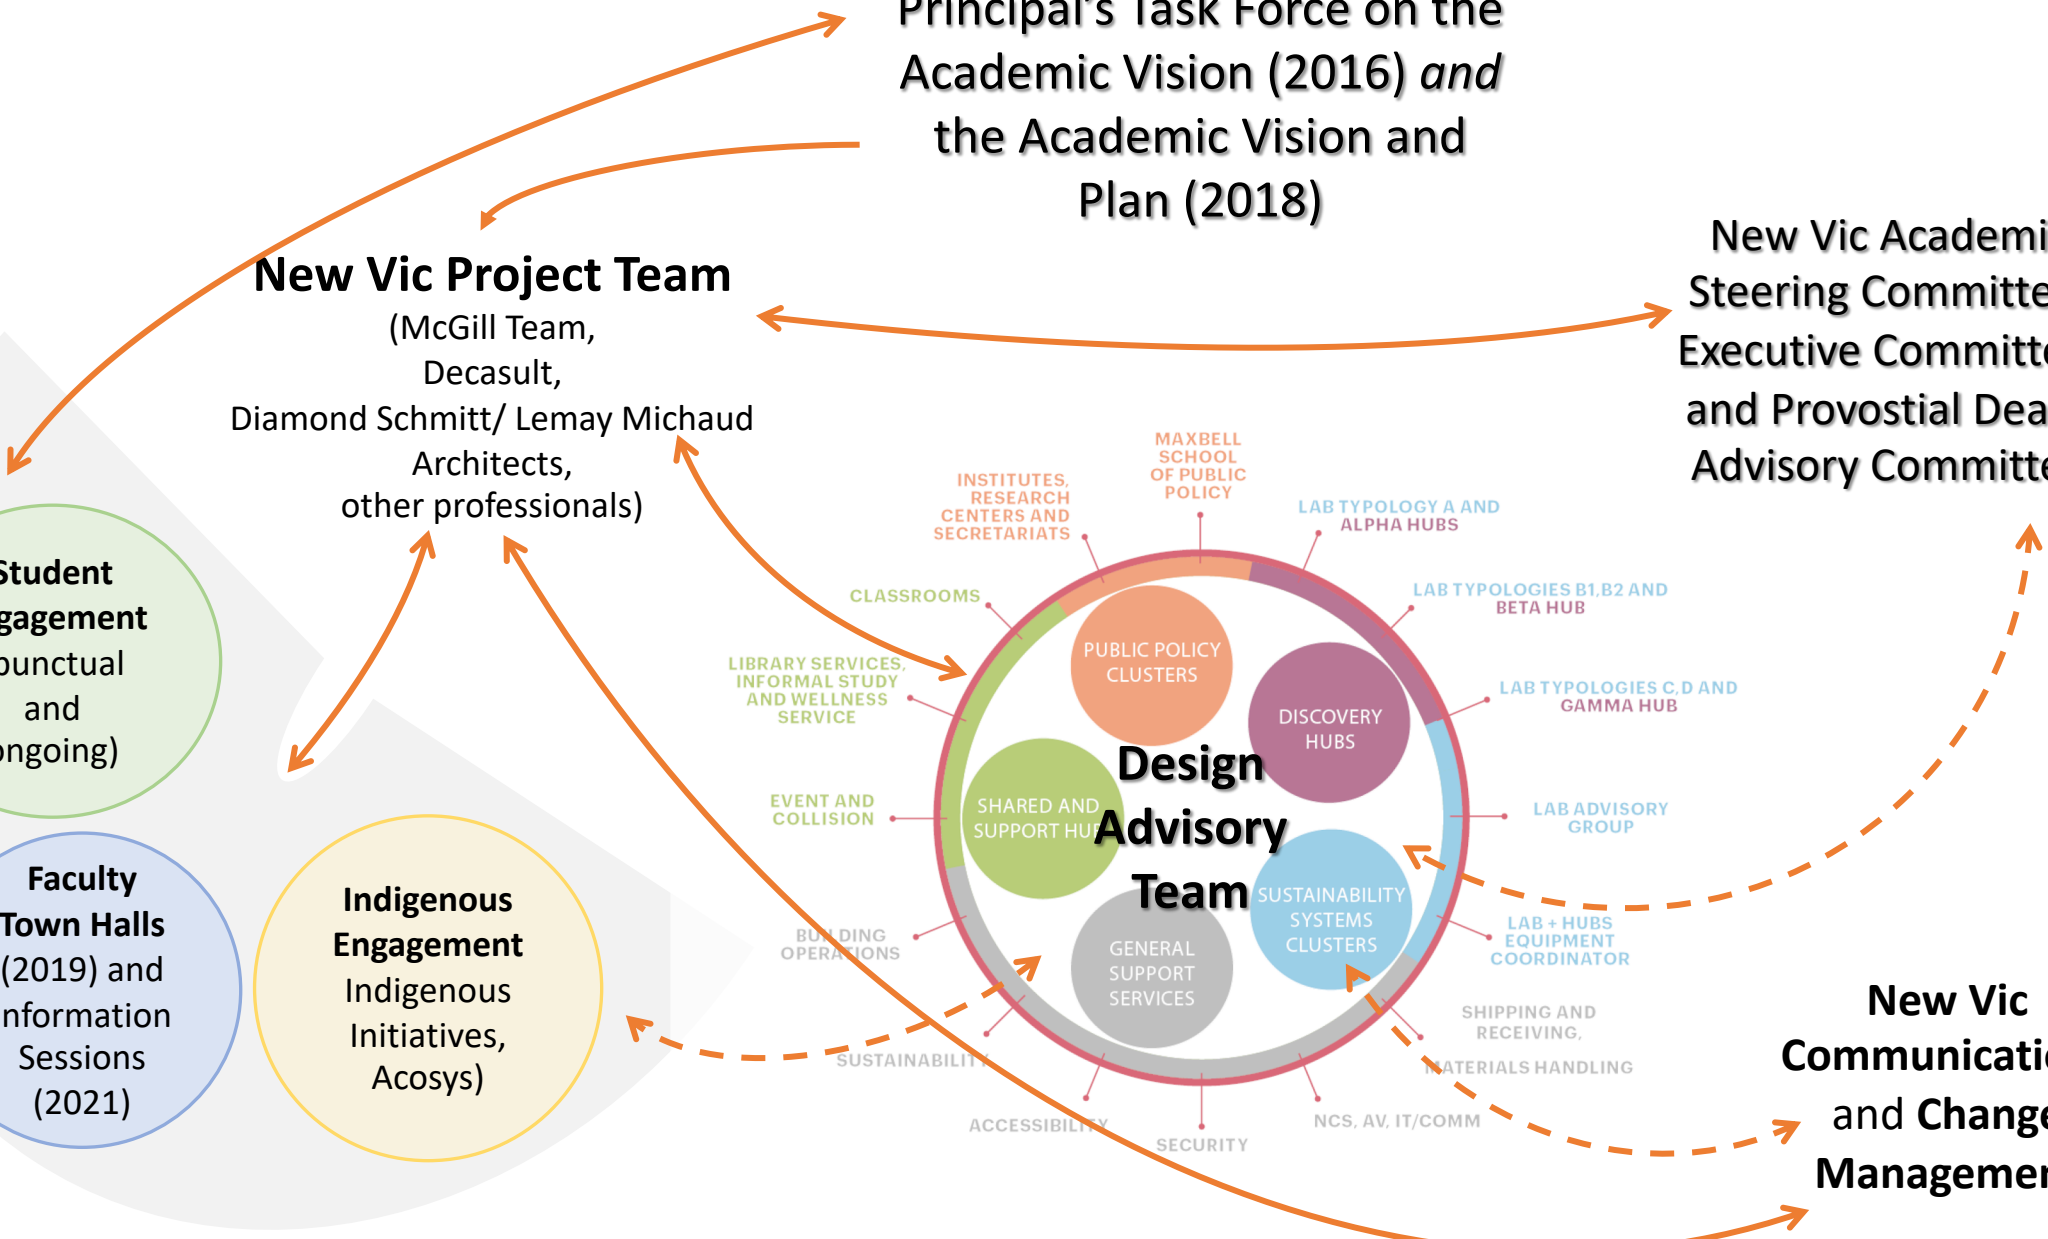 Principal's Task Force on the
Academic Vision (2016) and
the Academic Vision and
Plan (2018)
New Vic Project Team
(McGill Team,
Decasult,
Diamond Schmitt/ Lemay Michaud
Architects,
other professionals)
New Vic Academi
Steering Committe
Executive Committe
and Provostial Dea
Advisory Committe
MAXBELL
SCHOOL
OF PUBLIC
POLICY
INSTITUTES,
RESEARCH
CENTERS AND
SECRETARIATS
LAB TYPOLOGY A AND
ALPHA HUBS
CLASSROOMS
LAB TYPOLOGIES B1,B2 AND
BETA HUB
LIBRARY SERVICES,
INFORMAL STUDY
AND WELLNESS
SERVICE
LAB TYPOLOGIES C,D AND
GAMMA HUB
EVENT AND
COLLISION
LAB ADVISORY
GROUP
BUILDING
OPERATIONS
LAB + HUBS
EQUIPMENT
COORDINATOR
SUSTAINABILITY
SHIPPING AND
RECEIVING,
MATERIALS HANDLING
ACCESSIBILITY
SECURITY
NCS, AV, IT/COMM
PUBLIC POLICY
CLUSTERS
DISCOVERY
HUBS
SHARED AND
SUPPORT HUB
SUSTAINABILITY
SYSTEMS
CLUSTERS
GENERAL
SUPPORT
SERVICES
Design
Advisory
Team
Student
gagement
punctual
and
ongoing)
Faculty
Town Halls
(2019) and
nformation
Sessions
(2021)
Indigenous
Engagement
Indigenous
Initiatives,
Acosys)
New Vic
Communicati
and Change
Managemen